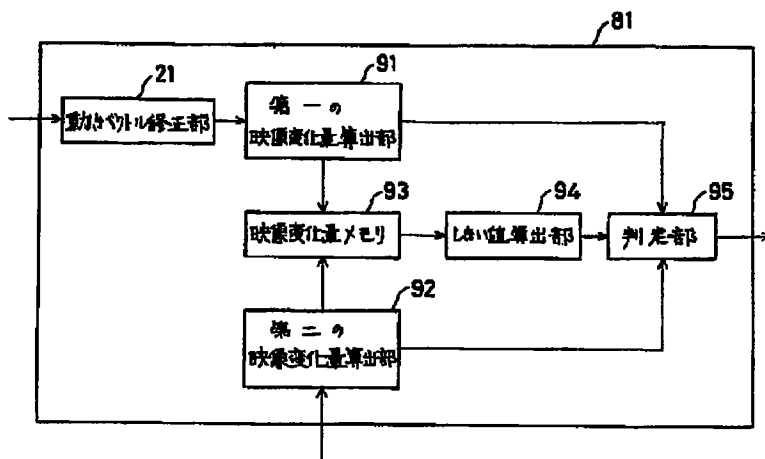 81
21
動きベクトル修正部
91
第一の
映像変化量算出部
93
映像変化量メモリ
94
しきい値算出部
95
判定部
92
第二の
映像変化量算出部